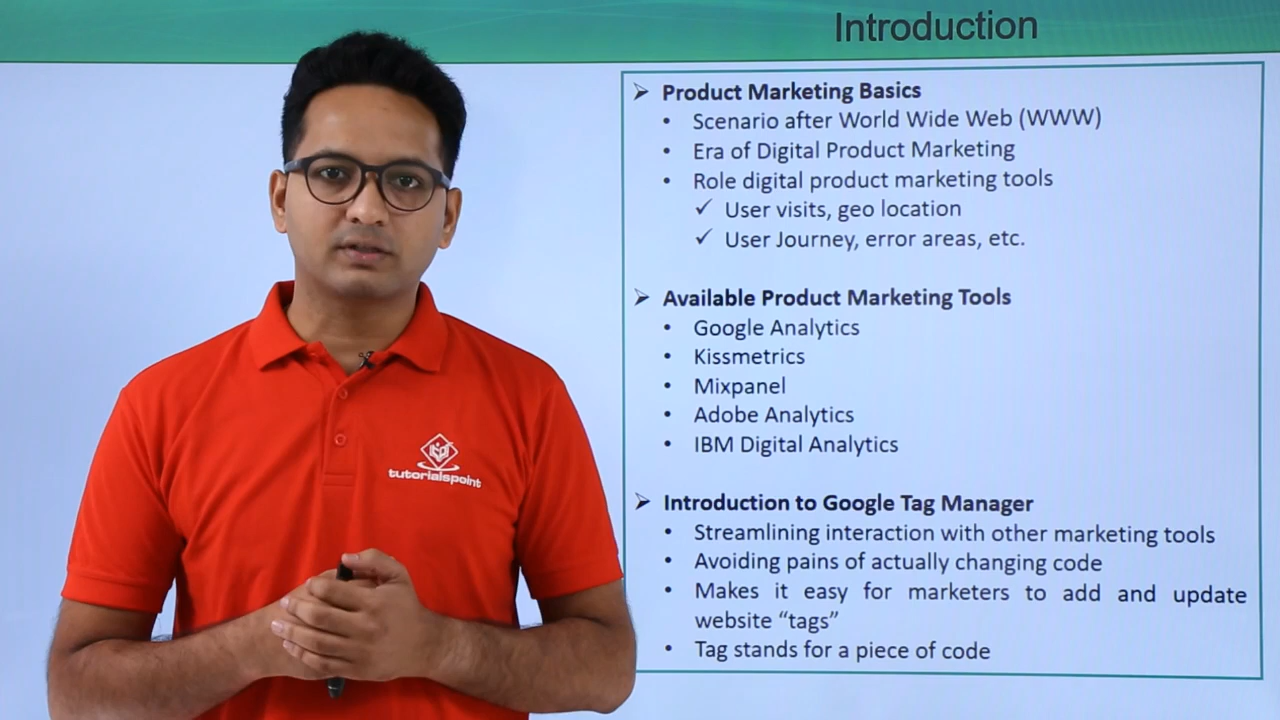 Introduction
➢ Product Marketing Basics
• Scenario after World Wide Web (WWW)
• Era of Digital Product Marketing
• Role digital product marketing tools
✓ User visits, geo location
✓ User Journey, error areas, etc.
➢ Available Product Marketing Tools
• Google Analytics
• Kissmetrics
• Mixpanel
• Adobe Analytics
• IBM Digital Analytics
➢ Introduction to Google Tag Manager
• Streamlining interaction with other marketing tools
• Avoiding pains of actually changing code
• Makes it easy for marketers to add and update
website “tags”
• Tag stands for a piece of code
tutorialspoint